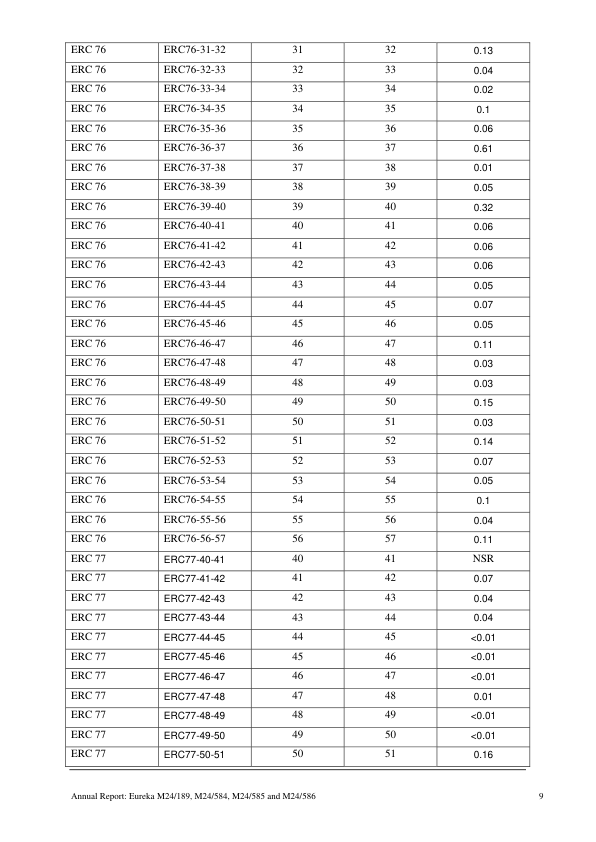 ERC 76 ERC76-31-32 31 32 0.13
ERC 76 ERC76-32-33 32 33 0.04
ERC 76 ERC76-33-34 33 34 0.02
ERC 76 ERC76-34-35 34 35 0.1
ERC 76 ERC76-35-36 35 36 0.06
ERC 76 ERC76-36-37 36 37 0.61
ERC 76 ERC76-37-38 37 38 0.01
ERC 76 ERC76-38-39 38 39 0.05
ERC 76 ERC76-39-40 39 40 0.32
ERC 76 ERC76-40-41 40 41 0.06
ERC 76 ERC76-41-42 41 42 0.06
ERC 76 ERC76-42-43 42 43 0.06
ERC 76 ERC76-43-44 43 44 0.05
ERC 76 ERC76-44-45 44 45 0.07
ERC 76 ERC76-45-46 45 46 0.05
ERC 76 ERC76-46-47 46 47 0.11
ERC 76 ERC76-47-48 47 48 0.03
ERC 76 ERC76-48-49 48 49 0.03
ERC 76 ERC76-49-50 49 50 0.15
ERC 76 ERC76-50-51 50 51 0.03
ERC 76 ERC76-51-52 51 52 0.14
ERC 76 ERC76-52-53 52 53 0.07
ERC 76 ERC76-53-54 53 54 0.05
ERC 76 ERC76-54-55 54 55 0.1
ERC 76 ERC76-55-56 55 56 0.04
ERC 76 ERC76-56-57 56 57 0.11
ERC 77 ERC77-40-41 40 41 NSR
ERC 77 ERC77-41-42 41 42 0.07
ERC 77 ERC77-42-43 42 43 0.04
ERC 77 ERC77-43-44 43 44 0.04
ERC 77 ERC77-44-45 44 45 <0.01
ERC 77 ERC77-45-46 45 46 <0.01
ERC 77 ERC77-46-47 46 47 <0.01
ERC 77 ERC77-47-48 47 48 0.01
ERC 77 ERC77-48-49 48 49 <0.01
ERC 77 ERC77-49-50 49 50 <0.01
ERC 77 ERC77-50-51 50 51 0.16
Annual Report: Eureka M24/189, M24/584, M24/585 and M24/586 9